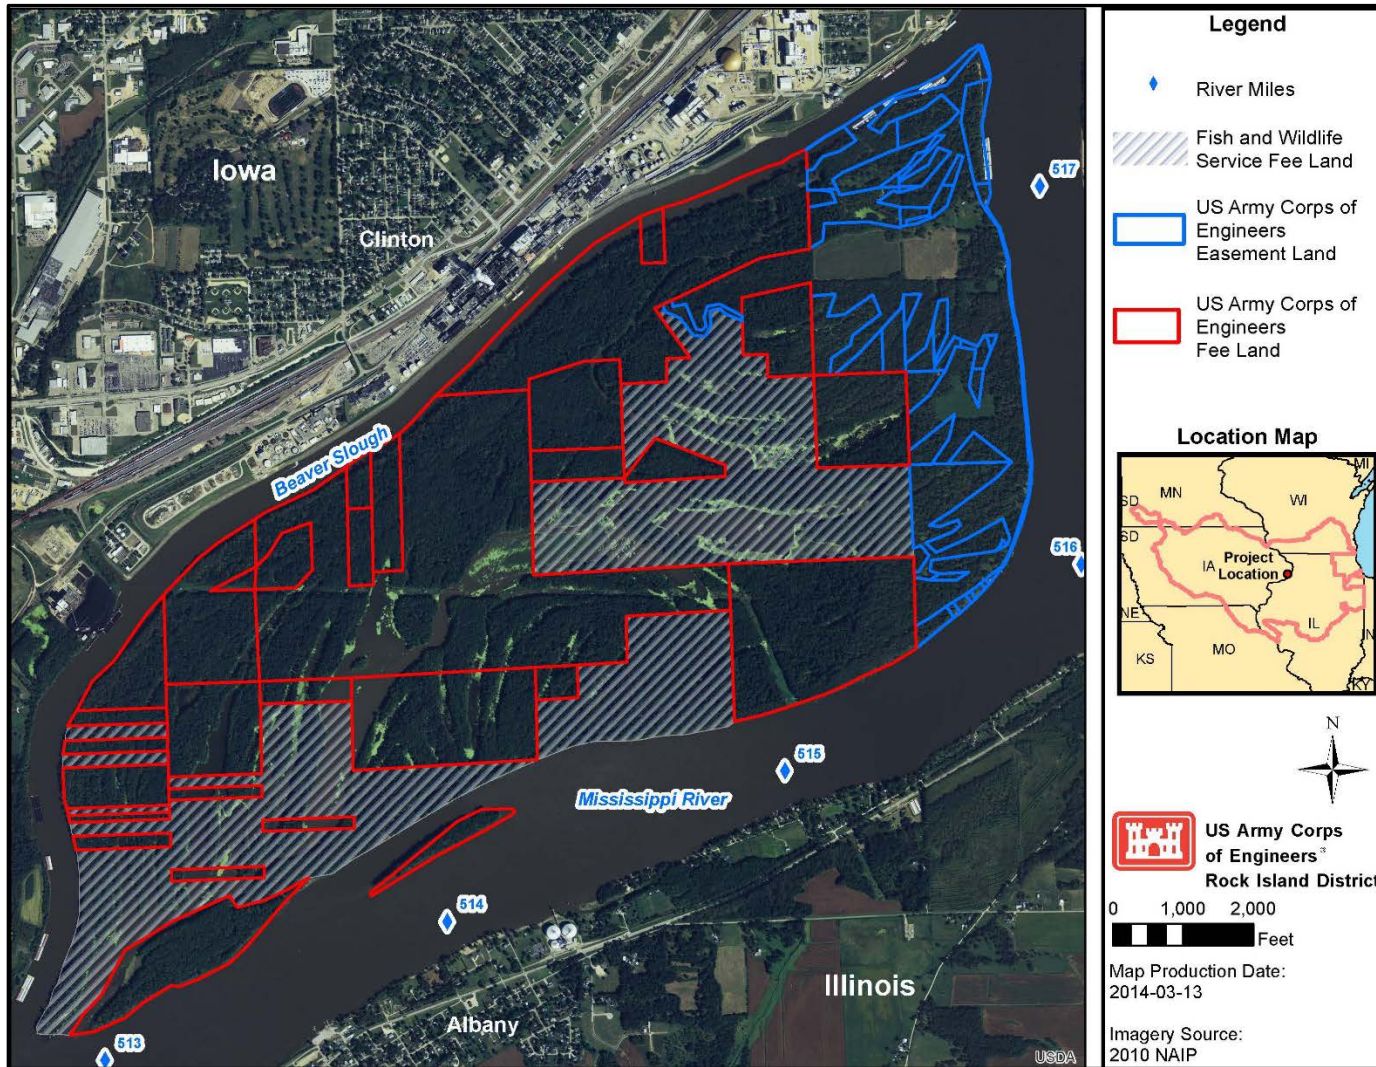 Iowa
Clinton
Beaver Slough
Mississippi River
Illinois
Albany
517
516
515
514
513
USDA
Legend
River Miles
Fish and Wildlife
Service Fee Land
US Army Corps of
Engineers
Easement Land
US Army Corps of
Engineers
Fee Land
Location Map
MN
WI
MI
SD
SD
IA
Project
Location
NE
IL
IN
MO
KS
KY
N
US Army Corps
of Engineers®
Rock Island District
0 1,000 2,000
Feet
Map Production Date:
2014-03-13
Imagery Source:
2010 NAIP